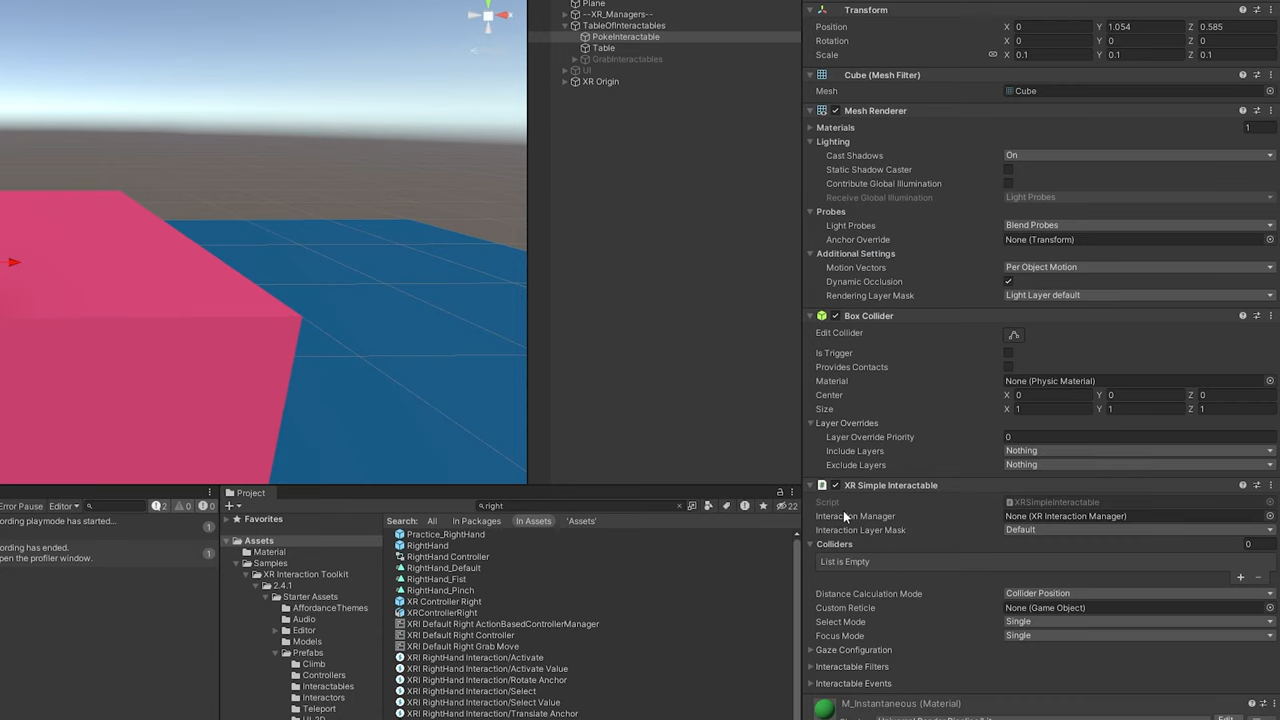 Plane
--XR_Managers--
TableOfInteractables
PokeInteractable
Table
GrabInteractables
UI
XR Origin
Transform
Position X 0 Y 1.054 Z 0.585
Rotation X 0 Y 0 Z 0
Scale X 0.1 Y 0.1 Z 0.1
Cube (Mesh Filter)
Mesh Cube
Mesh Renderer
Materials 1
Lighting
Cast Shadows On
Static Shadow Caster
Contribute Global Illumination
Receive Global Illumination Light Probes
Probes
Light Probes Blend Probes
Anchor Override None (Transform)
Additional Settings
Motion Vectors Per Object Motion
Dynamic Occlusion
Rendering Layer Mask Light Layer default
Box Collider
Edit Collider
Is Trigger
Provides Contacts
Material None (Physic Material)
Center X 0 Y 0 Z 0
Size X 1 Y 1 Z 1
Layer Overrides
Layer Override Priority 0
Include Layers Nothing
Exclude Layers Nothing
XR Simple Interactable
Script XRSimpleInteractable
Interaction Manager None (XR Interaction Manager)
Interaction Layer Mask Default
Colliders 0
List is Empty
Distance Calculation Mode Collider Position
Custom Reticle None (Game Object)
Select Mode Single
Focus Mode Single
Gaze Configuration
Interactable Filters
Interactable Events
M_Instantaneous (Material)
Error Pause Editor 2 0 0
ording playmode has started... 1
ording has ended. 1
pen the profiler window.
Project
right 22
Favorites
Assets
Material
Samples
XR Interaction Toolkit
2.4.1
Starter Assets
AffordanceThemes
Audio
Editor
Models
Prefabs
Climb
Controllers
Interactables
Interactors
Teleport
Search: All In Packages In Assets 'Assets'
Practice_RightHand
RightHand
RightHand Controller
RightHand_Default
RightHand_Fist
RightHand_Pinch
XR Controller Right
XRControllerRight
XRI Default Right ActionBasedControllerManager
XRI Default Right Controller
XRI Default Right Grab Move
XRI RightHand Interaction/Activate
XRI RightHand Interaction/Activate Value
XRI RightHand Interaction/Rotate Anchor
XRI RightHand Interaction/Select
XRI RightHand Interaction/Select Value
XRI RightHand Interaction/Translate Anchor